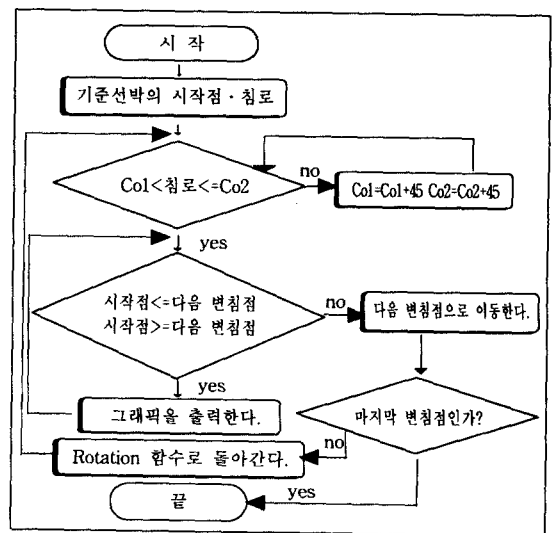 시 작
기준선박의 시작점 · 침로
Co1<침로<=Co2
no
Co1=Co1+45 Co2=Co2+45
yes
시작점<=다음 변침점
시작점>=다음 변침점
no
다음 변침점으로 이동한다.
yes
그래픽을 출력한다.
마지막 변침점인가?
no
Rotation 함수로 돌아간다.
yes
끝